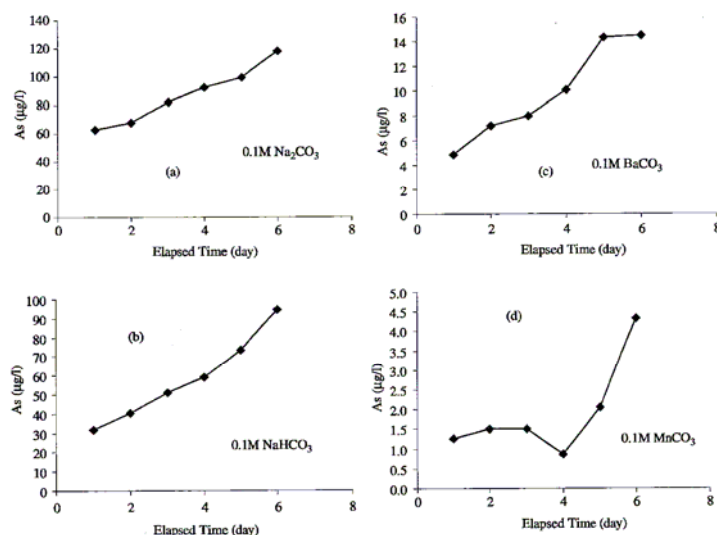 140
120
100
80
60
40
20
0
As (µg/l)
(a)
0.1M Na₂CO₃
0 2 4 6 8
Elapsed Time (day)
16
14
12
10
8
6
4
2
0
As (µg/l)
(c)
0.1M BaCO₃
0 2 4 6 8
Elapsed Time (day)
100
90
80
70
60
50
40
30
20
10
0
As (µg/l)
(b)
0.1M NaHCO₃
0 2 4 6 8
Elapsed Time (day)
5.0
4.5
4.0
3.5
3.0
2.5
2.0
1.5
1.0
0.5
0.0
As (µg/l)
(d)
0.1M MnCO₃
0 2 4 6 8
Elapsed Time (day)